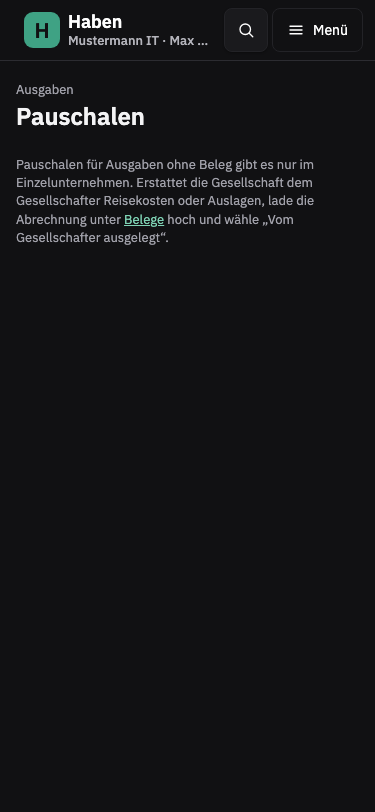 H
Haben
Mustermann IT · Max ...
Menü
Ausgaben
Pauschalen
Pauschalen für Ausgaben ohne Beleg gibt es nur im
Einzelunternehmen. Erstattet die Gesellschaft dem
Gesellschafter Reisekosten oder Auslagen, lade die
Abrechnung unter Belege hoch und wähle „Vom
Gesellschafter ausgelegt“.